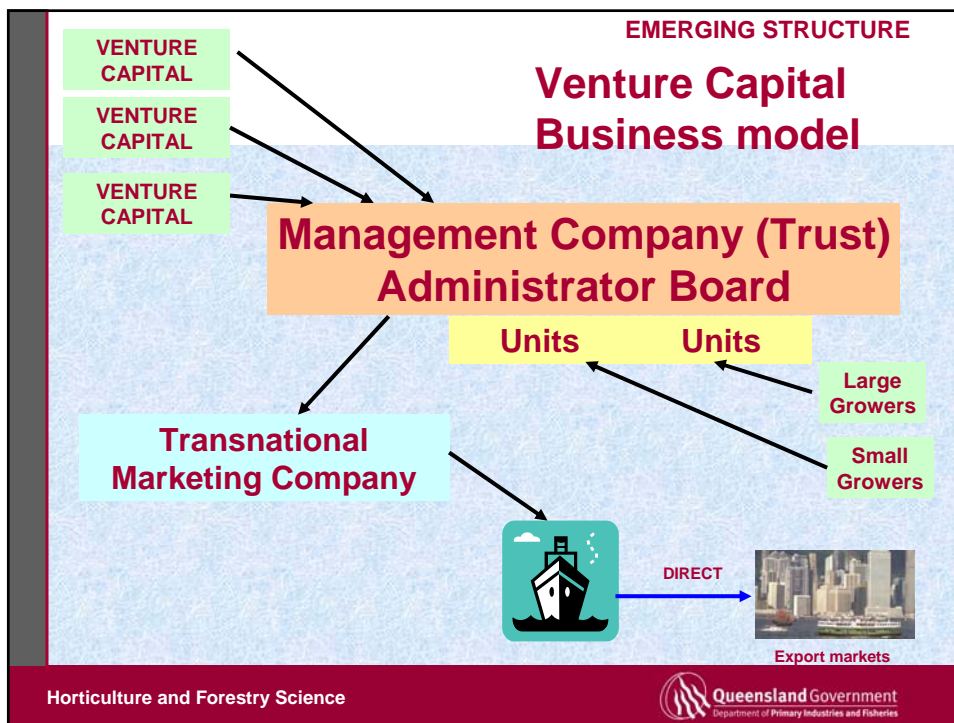 EMERGING STRUCTURE
Venture Capital
Business model
VENTURE
CAPITAL
VENTURE
CAPITAL
VENTURE
CAPITAL
Management Company (Trust)
Administrator Board
Units Units
Large
Growers
Small
Growers
Transnational
Marketing Company
DIRECT
Export markets
Horticulture and Forestry Science
Queensland Government
Department of Primary Industries and Fisheries